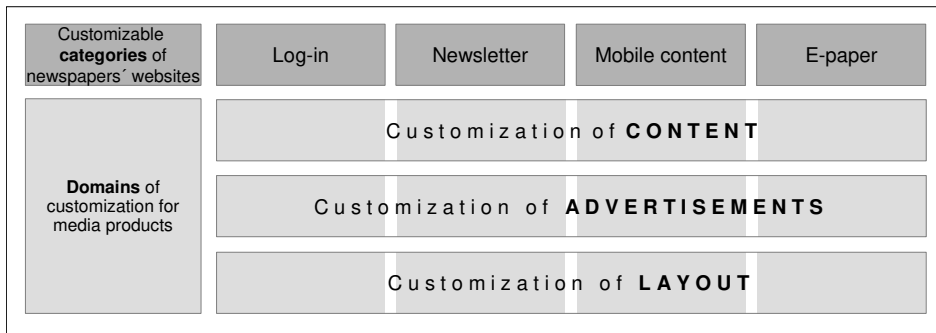 Customizable
categories of
newspapers´ websites
Log-in
Newsletter
Mobile content
E-paper
Domains of
customization for
media products
Customization of CONTENT
Customization of ADVERTISEMENTS
Customization of LAYOUT